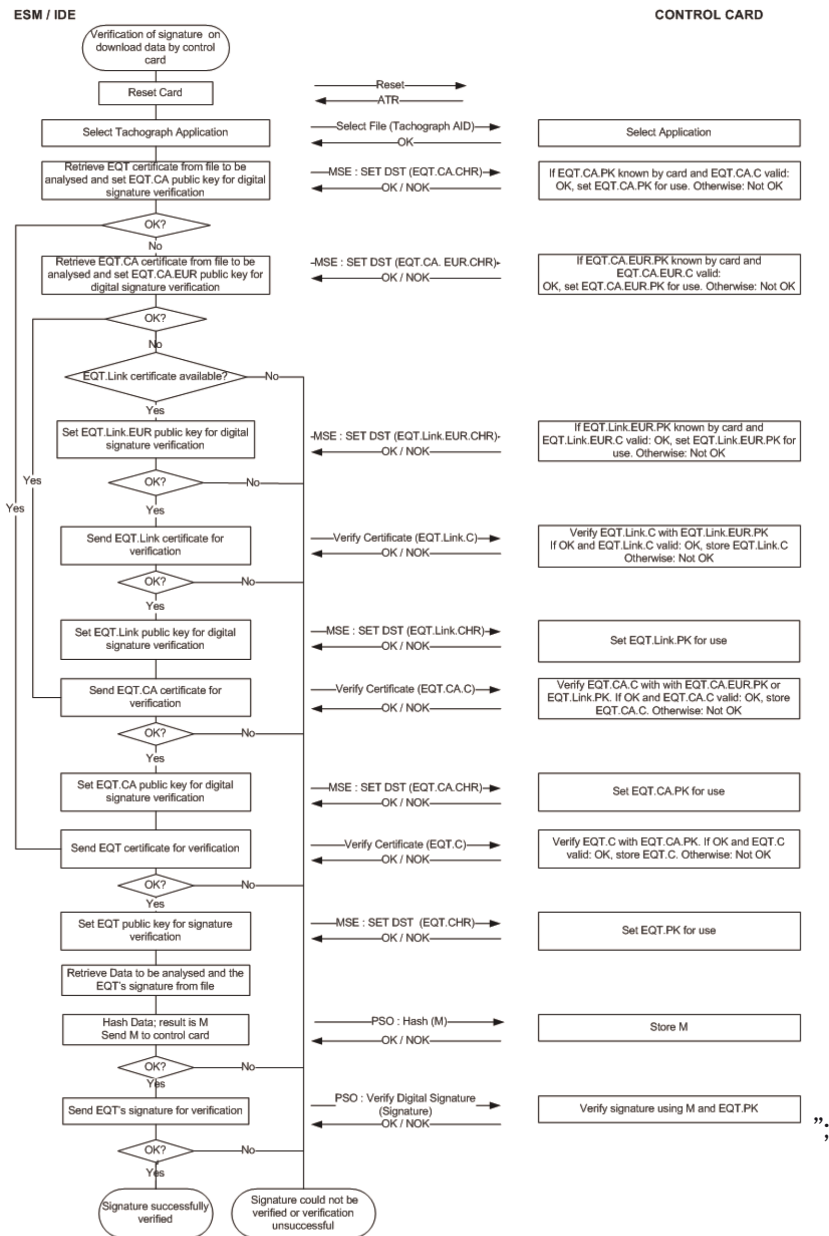 ESM / IDE
CONTROL CARD
Verification of signature on
download data by control
card
Reset Card
Reset
ATR
Select Tachograph Application
Select File (Tachograph AID)
OK
Select Application
Retrieve EQT certificate from file to be
analysed and set EQT.CA public key for digital
signature verification
MSE : SET DST (EQT.CA.CHR)
OK / NOK
If EQT.CA.PK known by card and EQT.CA.C valid:
OK, set EQT.CA.PK for use. Otherwise: Not OK
OK?
No
Retrieve EQT.CA certificate from file to be
analysed and set EQT.CA.EUR public key for
digital signature verification
MSE : SET DST (EQT.CA. EUR.CHR)
OK / NOK
If EQT.CA.EUR.PK known by card and
EQT.CA.EUR.C valid:
OK, set EQT.CA.EUR.PK for use. Otherwise: Not OK
OK?
No
EQT.Link certificate available?
No
Yes
Set EQT.Link.EUR public key for digital
signature verification
MSE : SET DST (EQT.Link.EUR.CHR)
OK / NOK
If EQT.Link.EUR.PK known by card and
EQT.Link.EUR.C valid: OK, set EQT.Link.EUR.PK for
use. Otherwise: Not OK
Yes
OK?
No
Yes
Yes
Send EQT.Link certificate for
verification
Verify Certificate (EQT.Link.C)
OK / NOK
Verify EQT.Link.C with EQT.Link.EUR.PK
If OK and EQT.Link.C valid: OK, store EQT.Link.C
Otherwise: Not OK
OK?
No
Yes
Set EQT.Link public key for digital
signature verification
MSE : SET DST (EQT.Link.CHR)
OK / NOK
Set EQT.Link.PK for use
Send EQT.CA certificate for
verification
Verify Certificate (EQT.CA.C)
OK / NOK
Verify EQT.CA.C with with EQT.CA.EUR.PK or
EQT.Link.PK. If OK and EQT.CA.C valid: OK, store
EQT.CA.C. Otherwise: Not OK
OK?
No
Yes
Set EQT.CA public key for digital
signature verification
MSE : SET DST (EQT.CA.CHR)
OK / NOK
Set EQT.CA.PK for use
Send EQT certificate for verification
Verify Certificate (EQT.C)
OK / NOK
Verify EQT.C with EQT.CA.PK. If OK and EQT.C
valid: OK, store EQT.C. Otherwise: Not OK
OK?
No
Yes
Set EQT public key for signature
verification
MSE : SET DST (EQT.CHR)
OK / NOK
Set EQT.PK for use
Retrieve Data to be analysed and the
EQT's signature from file
Hash Data; result is M
Send M to control card
PSO : Hash (M)
OK / NOK
Store M
OK?
No
Yes
Send EQT's signature for verification
PSO : Verify Digital Signature
(Signature)
OK / NOK
Verify signature using M and EQT.PK
”;
OK?
No
Yes
Signature successfully
verified
Signature could not be
verified or verification
unsuccessful